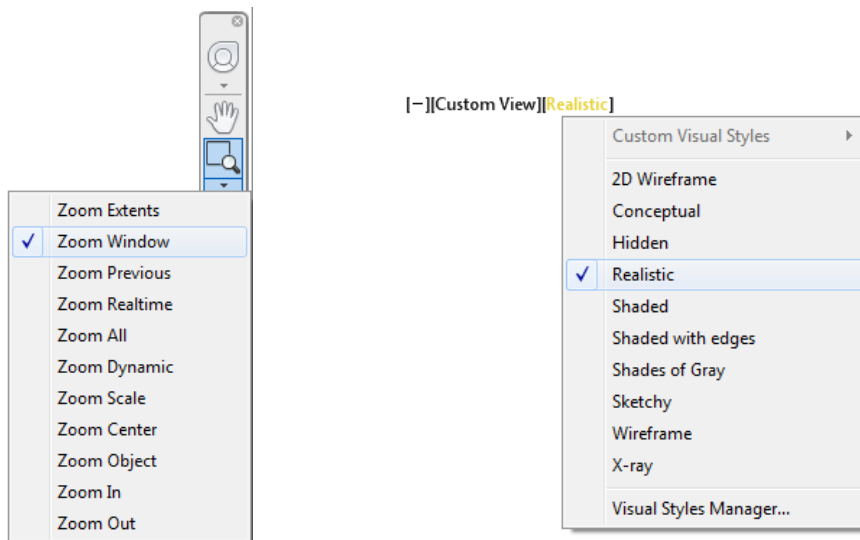 [−][Custom View][Realistic]
Zoom Extents
Zoom Window
Zoom Previous
Zoom Realtime
Zoom All
Zoom Dynamic
Zoom Scale
Zoom Center
Zoom Object
Zoom In
Zoom Out
Custom Visual Styles
2D Wireframe
Conceptual
Hidden
Realistic
Shaded
Shaded with edges
Shades of Gray
Sketchy
Wireframe
X-ray
Visual Styles Manager...